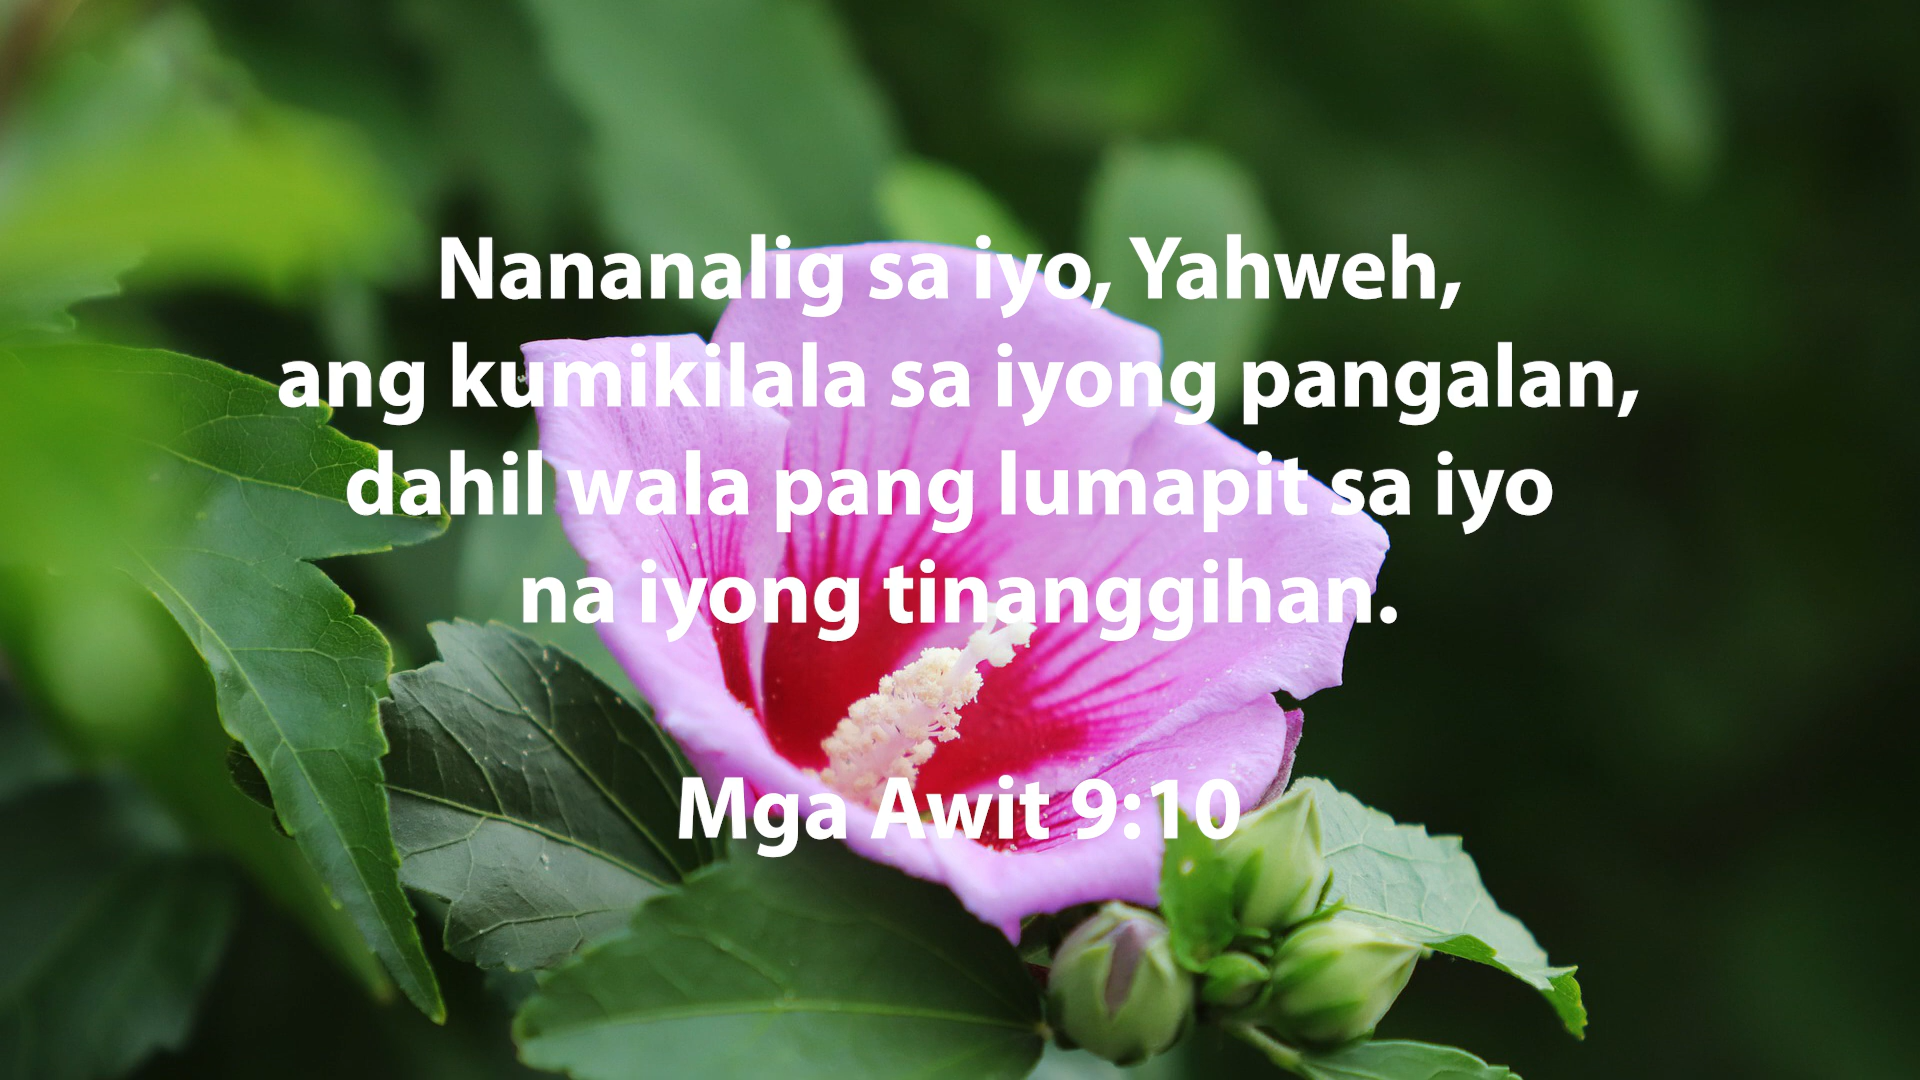 Nananalig sa iyo, Yahweh,
ang kumikilala sa iyong pangalan,
dahil wala pang lumapit sa iyo
na iyong tinanggihan.
Mga Awit 9:10